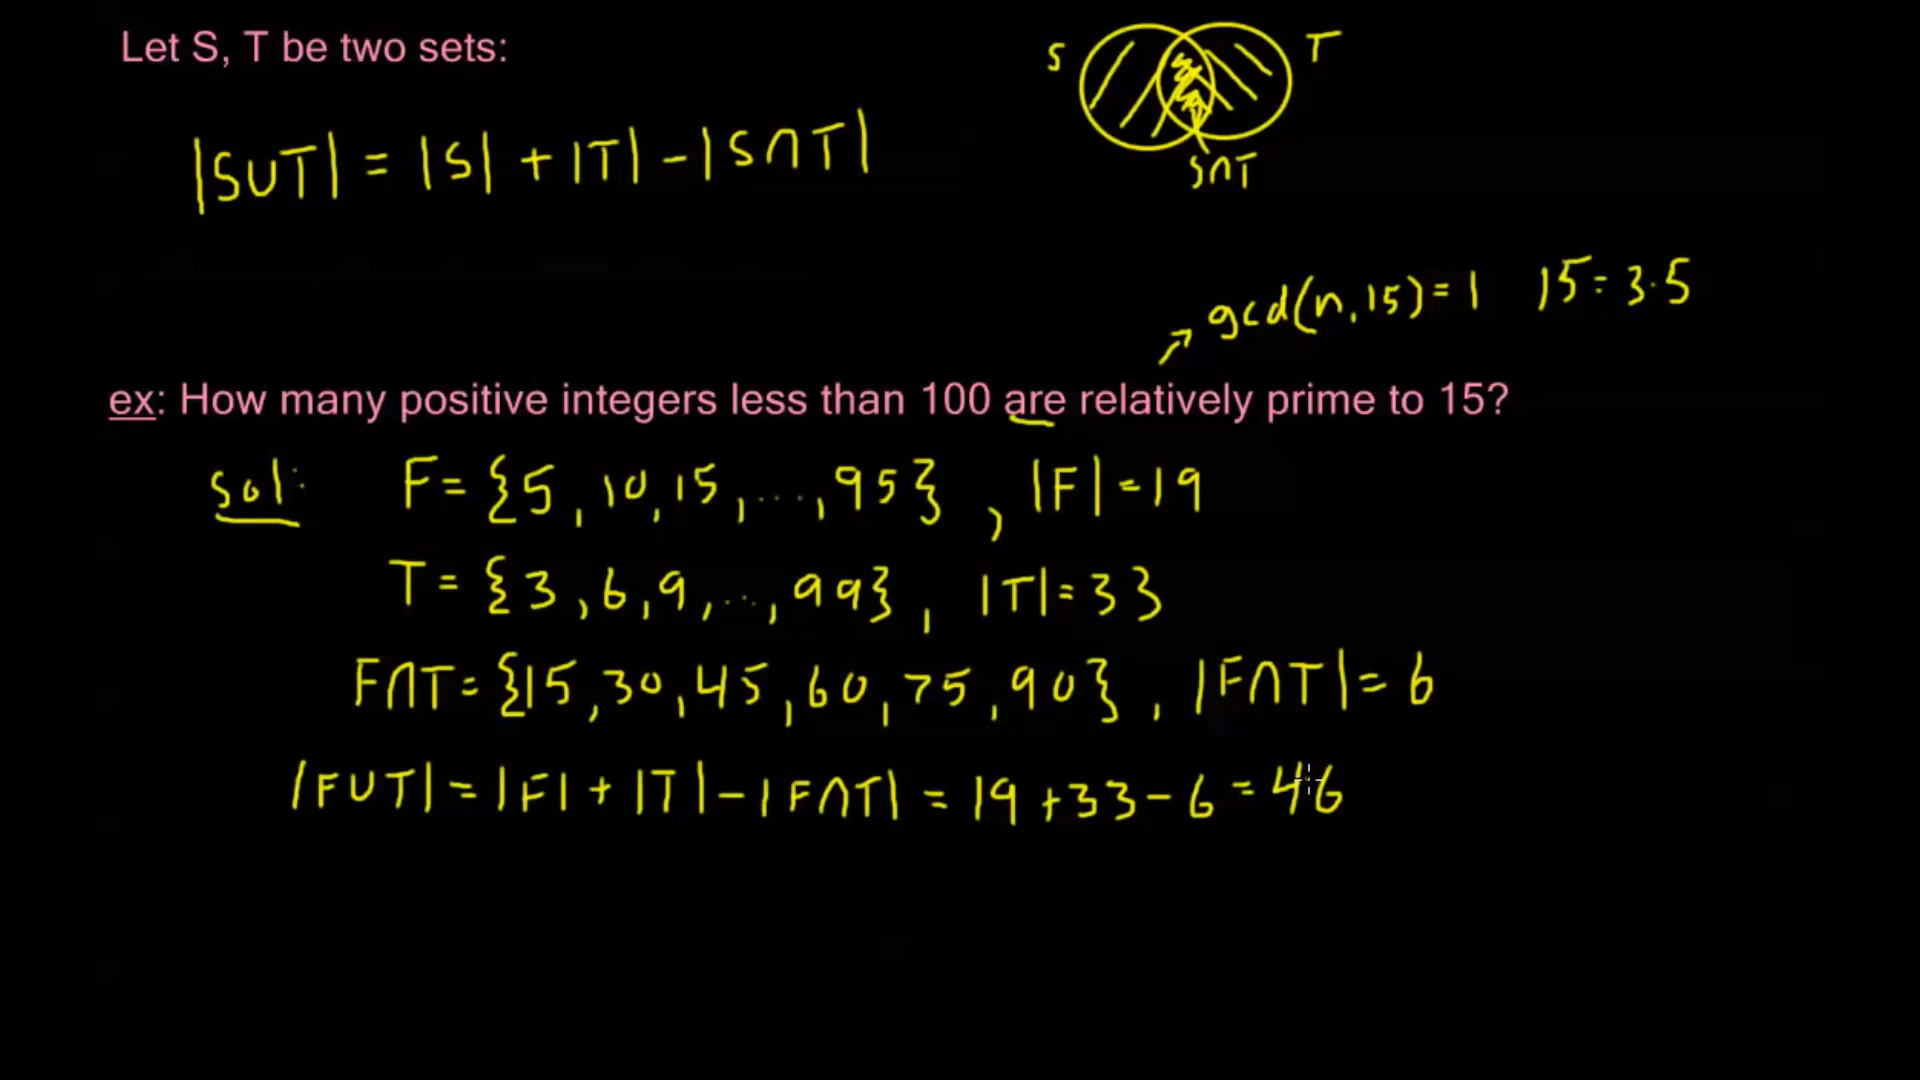 Let S, T be two sets:
S T
S∩T
|S∪T| = |S| + |T| - |S∩T|
gcd(n,15)=1 15=3·5
ex: How many positive integers less than 100 are relatively prime to 15?
Sol: F={5,10,15,...,95}, |F|=19
T={3,6,9,...,99}, |T|=33
F∩T={15,30,45,60,75,90}, |F∩T|=6
|F∪T|=|F|+|T|-|F∩T|=19+33-6=46